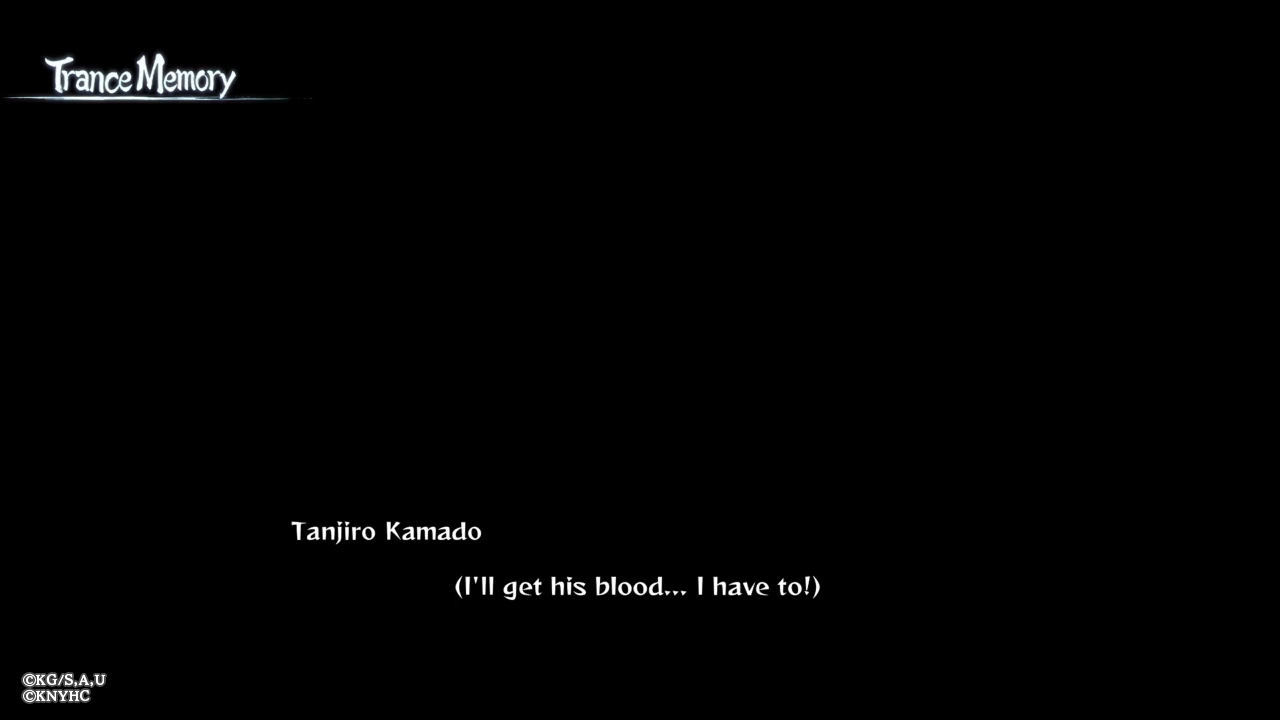 Trance Memory
Tanjiro Kamado
(I'll get his blood... I have to!)
©KG/S,A,U
©KNYHC